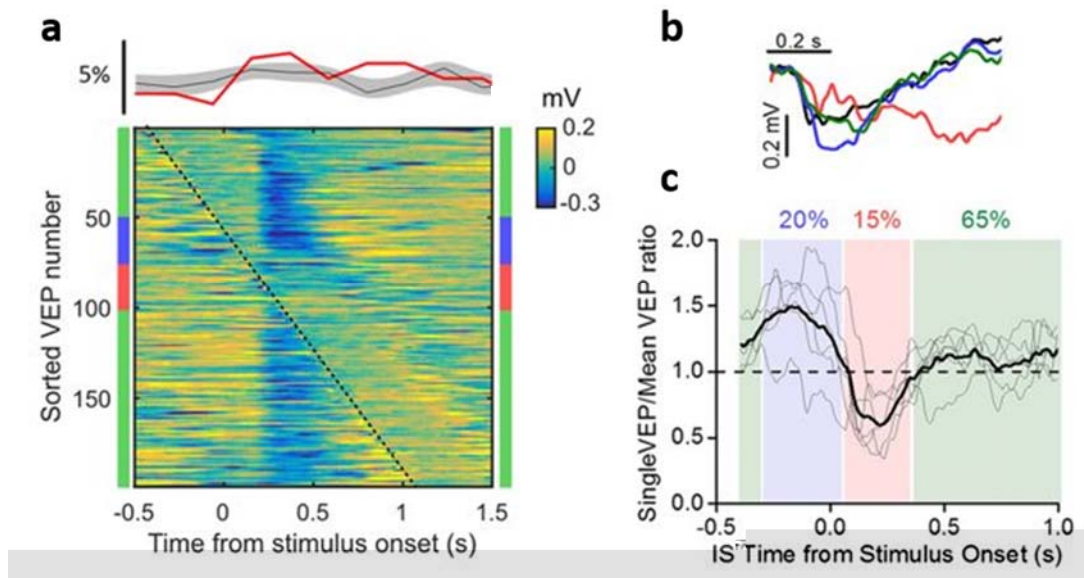 a
5%
mV
0.2
0
-0.3
Sorted VEP number
50
100
150
-0.5 0 0.5 1 1.5
Time from stimulus onset (s)
b
0.2 s
0.2 mV
c
20% 15% 65%
SingleVEP/Mean VEP ratio
2.0
1.5
1.0
0.5
0.0
-0.5 0.0 0.5 1.0
IS Time from Stimulus Onset (s)